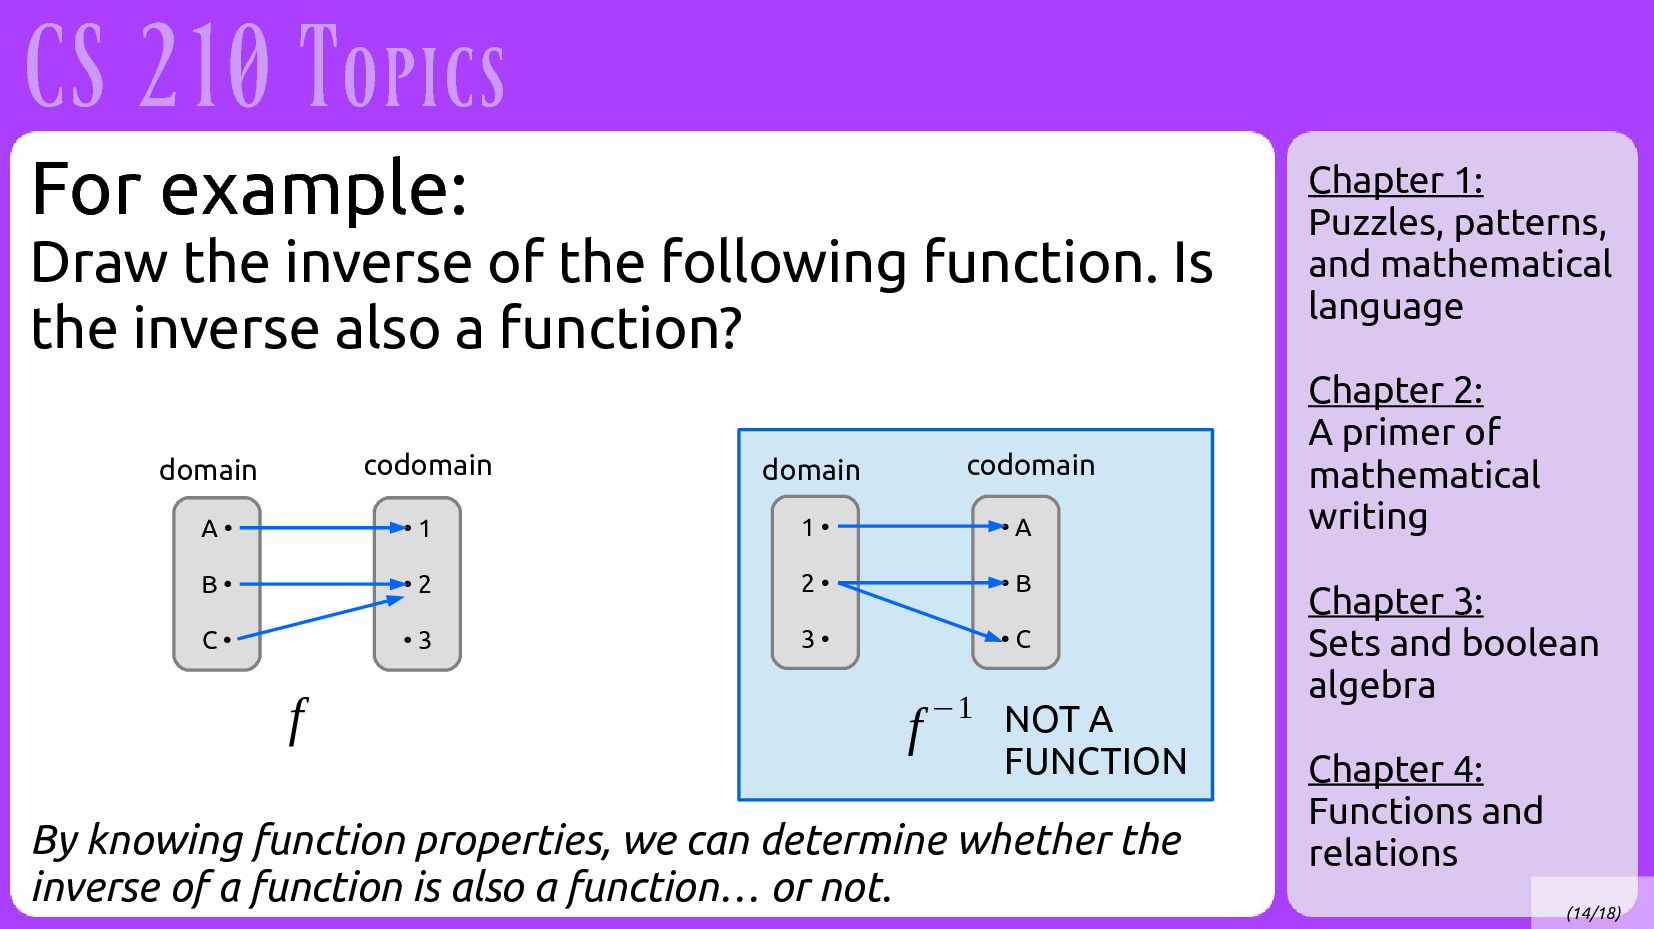 CS 210 Topics
For example:
Draw the inverse of the following function. Is
the inverse also a function?
domain codomain
A • • 1
B • • 2
C • • 3
f
domain codomain
1 • • A
2 • • B
3 • • C
f −1
NOT A
FUNCTION
By knowing function properties, we can determine whether the
inverse of a function is also a function… or not.
Chapter 1:
Puzzles, patterns,
and mathematical
language
Chapter 2:
A primer of
mathematical
writing
Chapter 3:
Sets and boolean
algebra
Chapter 4:
Functions and
relations
(14/18)